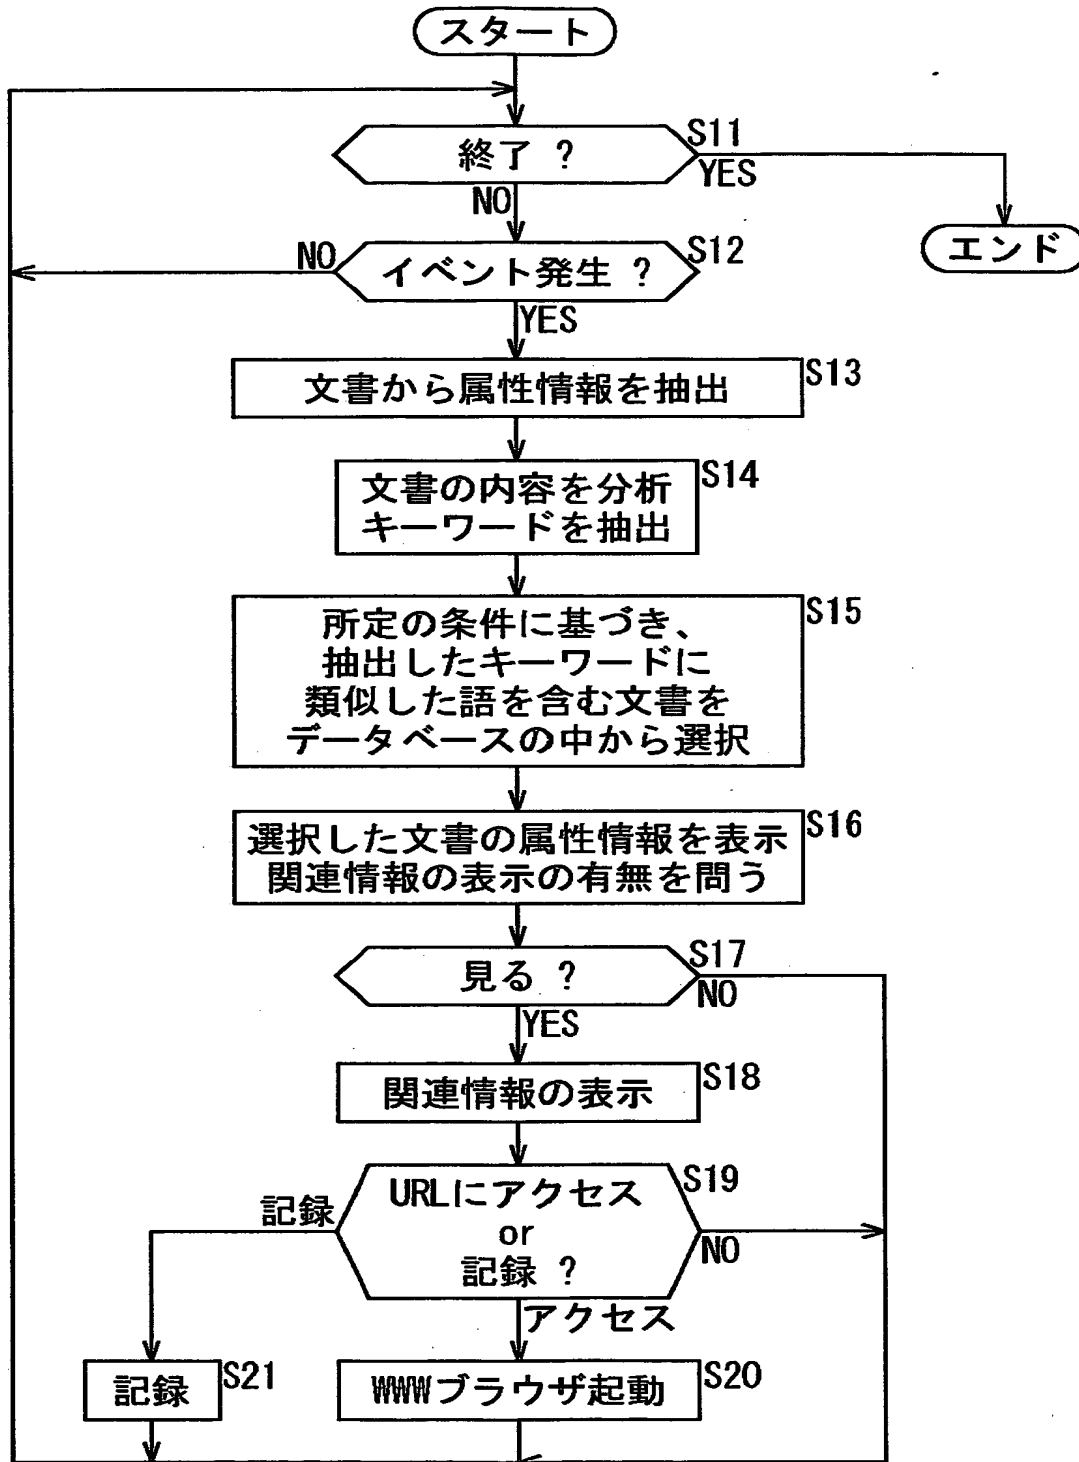 スタート
終了 ?
S11
YES
NO
エンド
イベント発生 ?
S12
NO
YES
文書から属性情報を抽出
S13
文書の内容を分析
キーワードを抽出
S14
所定の条件に基づき、
抽出したキーワードに
類似した語を含む文書を
データベースの中から選択
S15
選択した文書の属性情報を表示
関連情報の表示の有無を問う
S16
見る ?
S17
NO
YES
関連情報の表示
S18
URLにアクセス
or
記録 ?
S19
記録
NO
アクセス
記録
S21
WWWブラウザ起動
S20